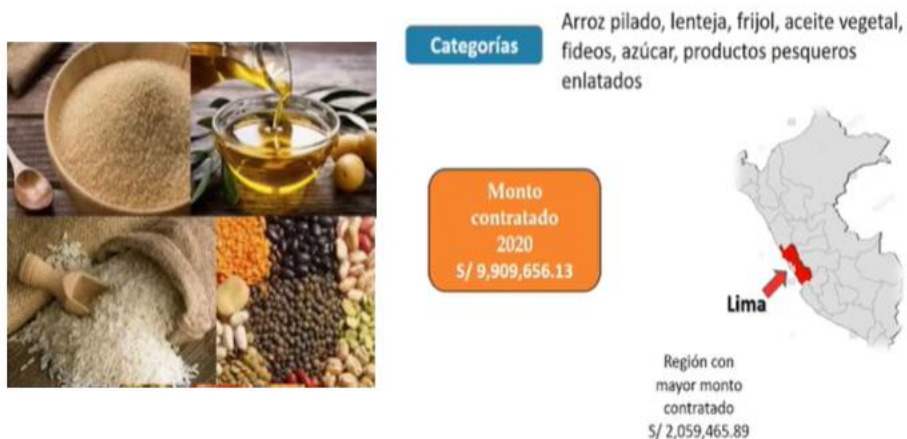 Categorías
Arroz pilado, lenteja, frijol, aceite vegetal,
fideos, azúcar, productos pesqueros
enlatados
Monto
contratado
2020
S/ 9,909,656.13
Lima
Región con
mayor monto
contratado
S/ 2,059,465.89